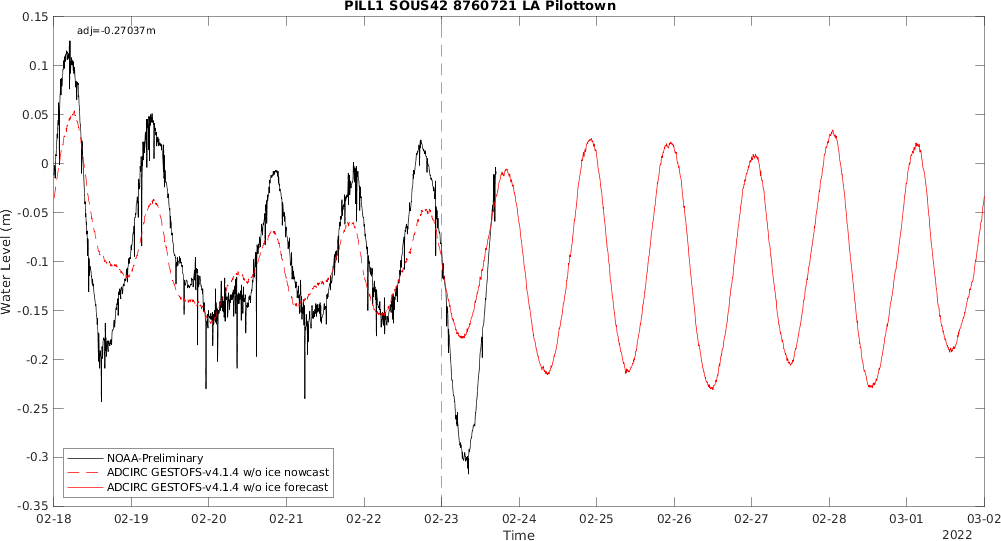 PILL1 SOUS42 8760721 LA Pilottown
adj=-0.27037m
0.15
0.1
0.05
0
-0.05
-0.1
-0.15
-0.2
-0.25
-0.3
-0.35
Water Level (m)
NOAA-Preliminary
ADCIRC GESTOFS-v4.1.4 w/o ice nowcast
ADCIRC GESTOFS-v4.1.4 w/o ice forecast
02-18 02-19 02-20 02-21 02-22 02-23 02-24 02-25 02-26 02-27 02-28 03-01 03-02
Time
2022